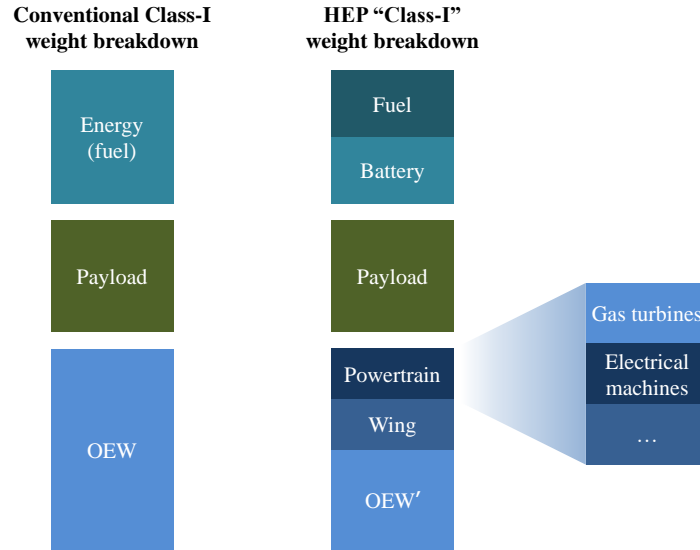 Conventional Class-I
weight breakdown
Energy
(fuel)
Payload
OEW
HEP “Class-I”
weight breakdown
Fuel
Battery
Payload
Powertrain
Wing
OEW′
Gas turbines
Electrical
machines
…